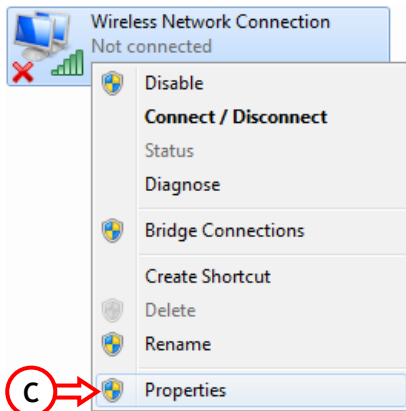 Wireless Network Connection
Not connected
Disable
Connect / Disconnect
Status
Diagnose
Bridge Connections
Create Shortcut
Delete
Rename
C
Properties